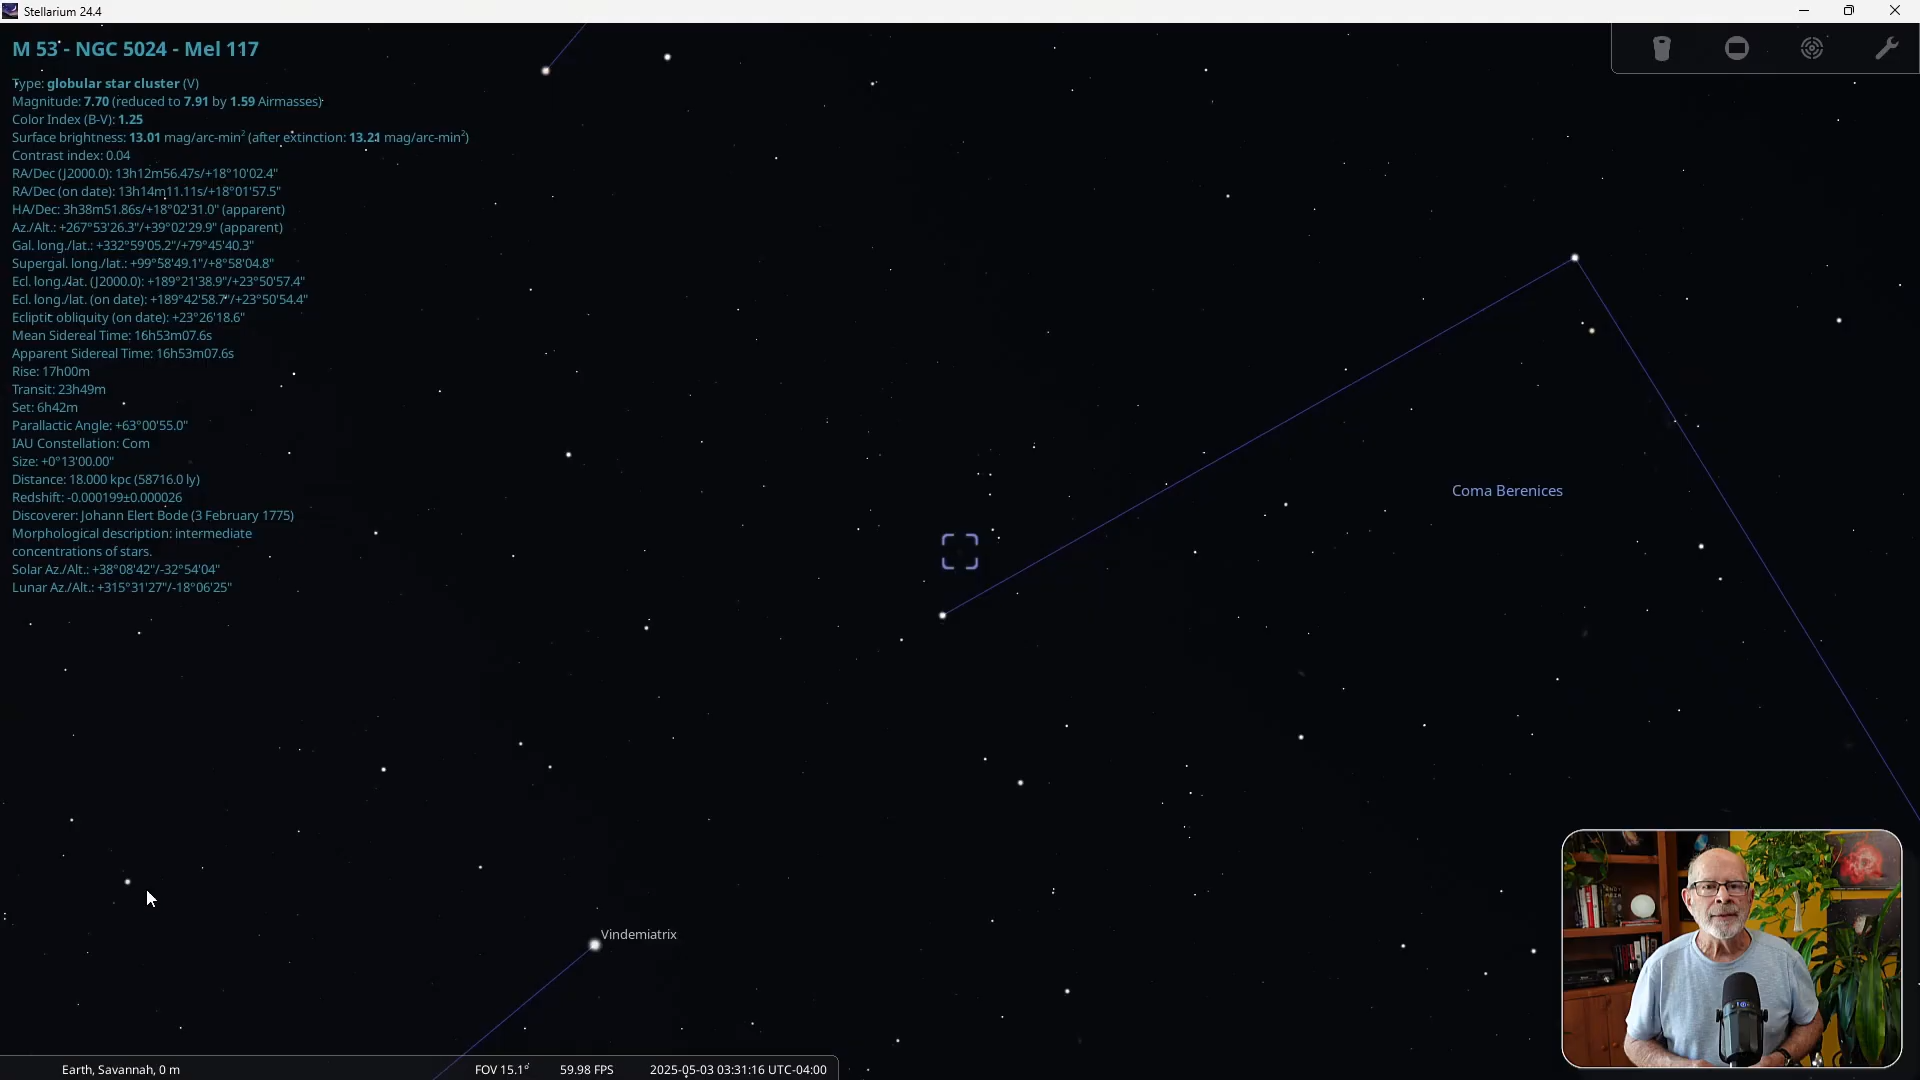 Stellarium 24.4
M 53 - NGC 5024 - Mel 117
Type: globular star cluster (V)
Magnitude: 7.70 (reduced to 7.91 by 1.59 Airmasses)
Color Index (B-V): 1.25
Surface brightness: 13.01 mag/arc-min² (after extinction: 13.21 mag/arc-min²)
Contrast index: 0.04
RA/Dec (J2000.0): 13h12m56.47s/+18°10'02.4"
RA/Dec (on date): 13h14m11.11s/+18°01'57.5"
HA/Dec: 3h38m51.86s/+18°02'31.0" (apparent)
Az./Alt.: +267°53'26.3"/+39°02'29.9" (apparent)
Gal. long./lat.: +332°59'05.2"/+79°45'40.3"
Supergal. long./lat.: +99°58'49.1"/+8°58'04.8"
Ecl. long./lat. (J2000.0): +189°21'38.9"/+23°50'57.4"
Ecl. long./lat. (on date): +189°42'58.7"/+23°50'54.4"
Ecliptic obliquity (on date): +23°26'18.6"
Mean Sidereal Time: 16h53m07.6s
Apparent Sidereal Time: 16h53m07.6s
Rise: 17h00m
Transit: 23h49m
Set: 6h42m
Parallactic Angle: +63°00'55.0"
IAU Constellation: Com
Size: +0°13'00.00"
Distance: 18.000 kpc (58716.0 ly)
Redshift: -0.000199±0.000026
Discoverer: Johann Elert Bode (3 February 1775)
Morphological description: intermediate
concentrations of stars.
Solar Az./Alt.: +38°08'42"/-32°54'04"
Lunar Az./Alt.: +315°31'27"/-18°06'25"
Coma Berenices
Vindemiatrix
Earth, Savannah, 0 m
FOV 15.1°
59.98 FPS
2025-05-03 03:31:16 UTC-04:00